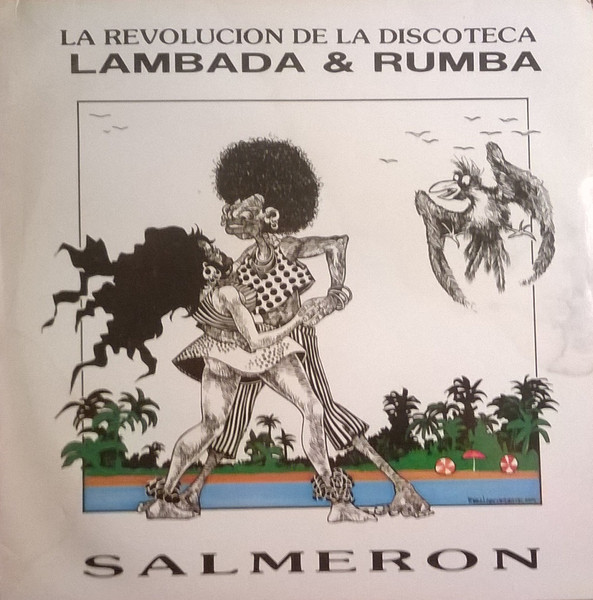 LA REVOLUCION DE LA DISCOTECA
LAMBADA & RUMBA
SALMERON